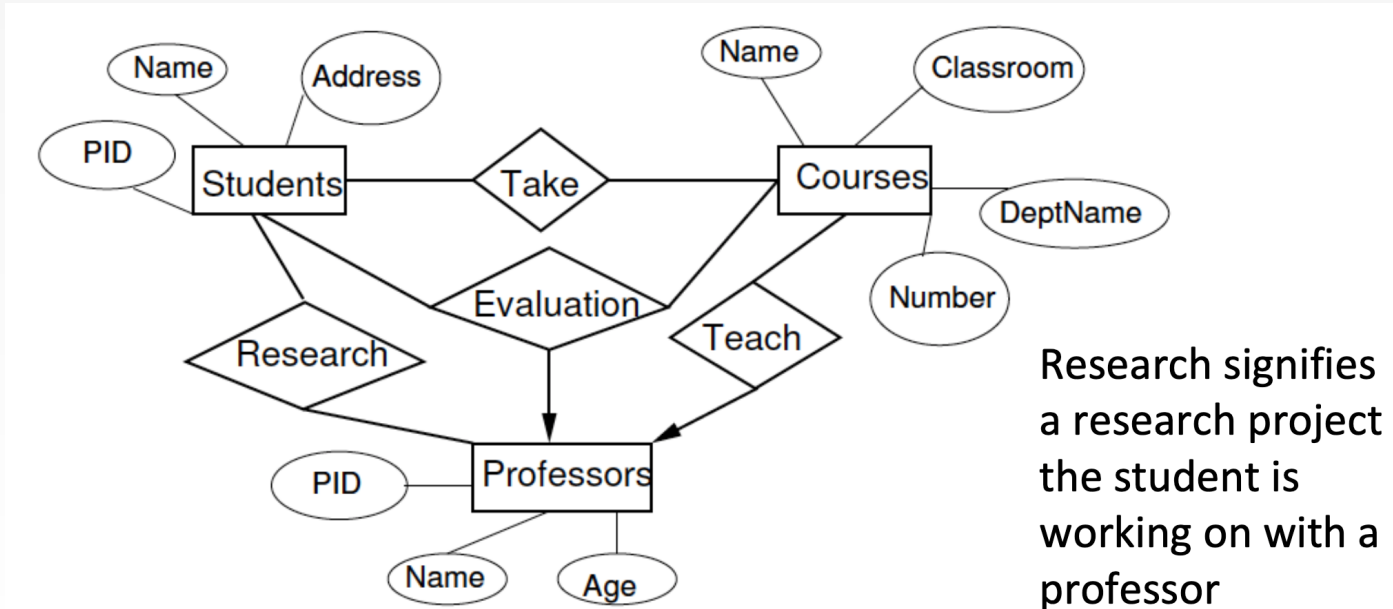 Name
Address
PID
Students
Take
Name
Classroom
Courses
DeptName
Number
Evaluation
Teach
Research
Professors
PID
Name
Age
Research signifies
a research project
the student is
working on with a
professor